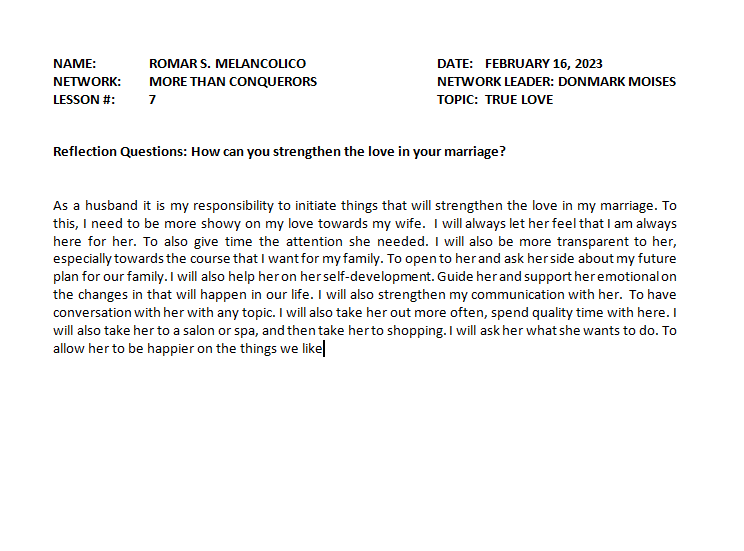 NAME: ROMAR S. MELANCOLICO DATE: FEBRUARY 16, 2023
NETWORK: MORE THAN CONQUERORS NETWORK LEADER: DONMARK MOISES
LESSON #: 7 TOPIC: TRUE LOVE
Reflection Questions: How can you strengthen the love in your marriage?
As a husband it is my responsibility to initiate things that will strengthen the love in my marriage. To
this, I need to be more showy on my love towards my wife. I will always let her feel that I am always
here for her. To also give time the attention she needed. I will also be more transparent to her,
especially towards the course that I want for my family. To open to her and ask her side about my future
plan for our family. I will also help her on her self-development. Guide her and support her emotional on
the changes in that will happen in our life. I will also strengthen my communication with her. To have
conversation with her with any topic. I will also take her out more often, spend quality time with here. I
will also take her to a salon or spa, and then take her to shopping. I will ask her what she wants to do. To
allow her to be happier on the things we like